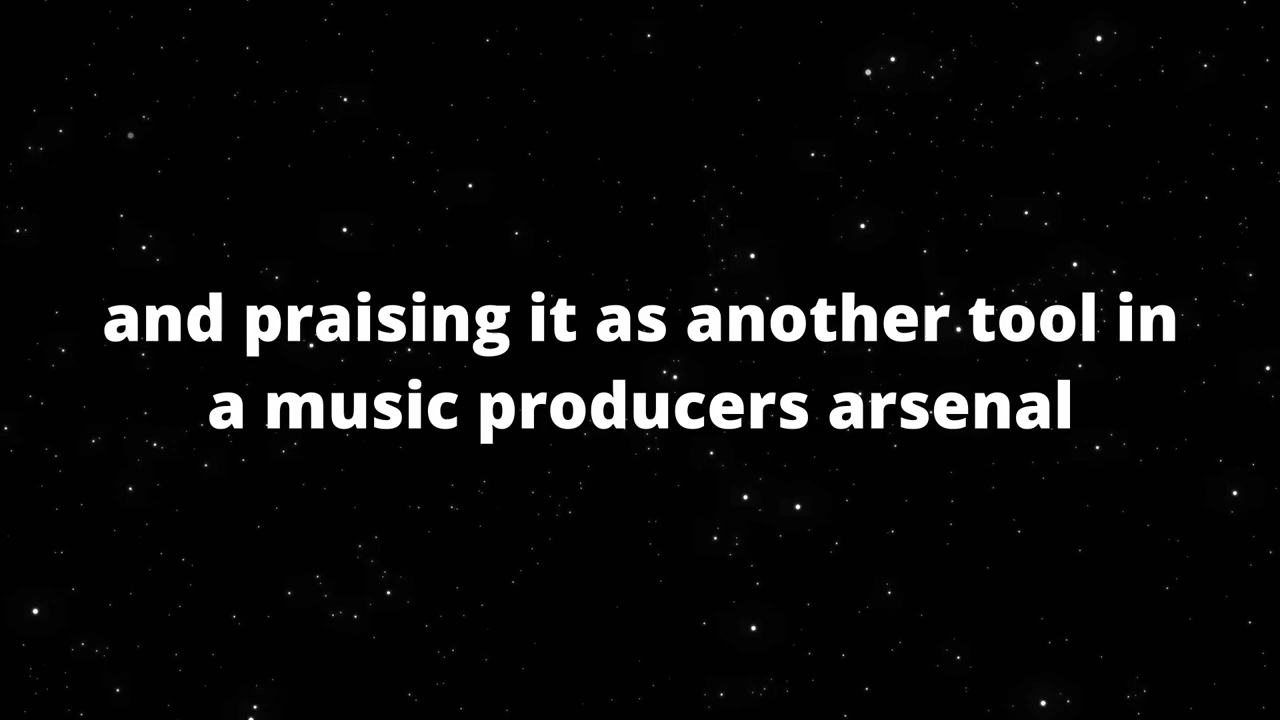 and praising it as another tool in
a music producers arsenal